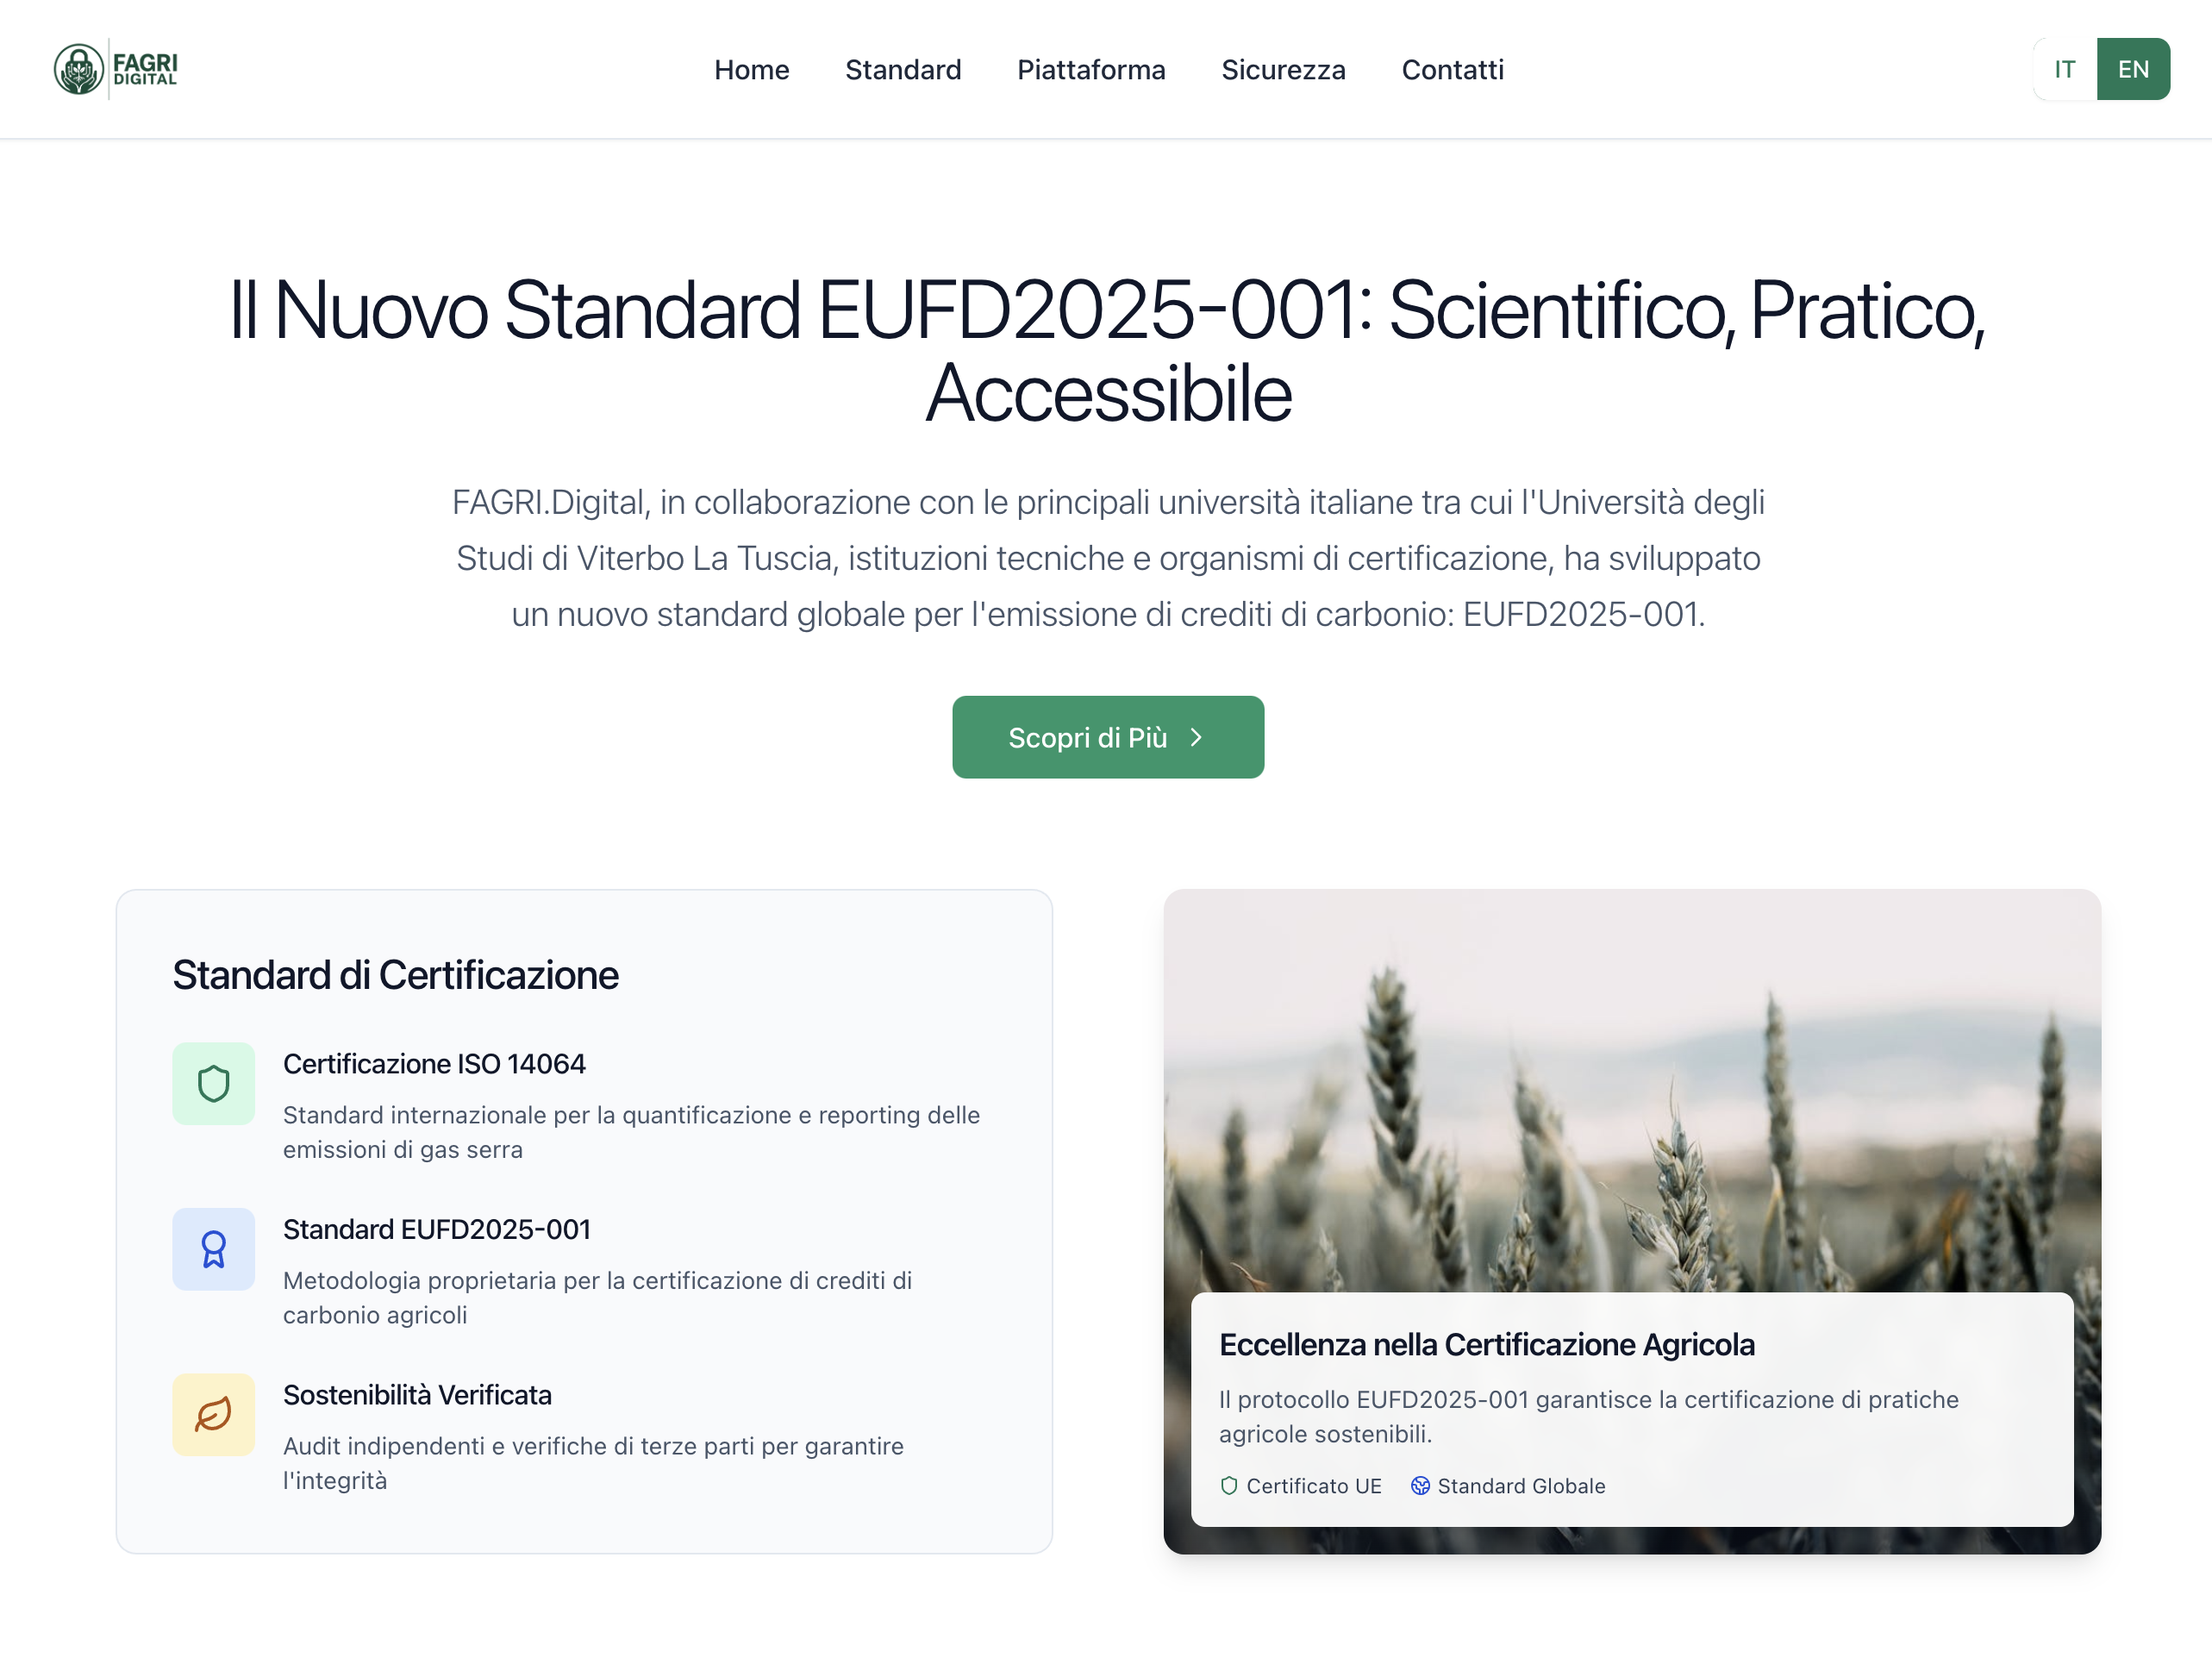 FAGRI
DIGITAL
Home
Standard
Piattaforma
Sicurezza
Contatti
IT
EN
Il Nuovo Standard EUFD2025-001: Scientifico, Pratico,
Accessibile
FAGRI.Digital, in collaborazione con le principali università italiane tra cui l'Università degli
Studi di Viterbo La Tuscia, istituzioni tecniche e organismi di certificazione, ha sviluppato
un nuovo standard globale per l'emissione di crediti di carbonio: EUFD2025-001.
Scopri di Più
Standard di Certificazione
Certificazione ISO 14064
Standard internazionale per la quantificazione e reporting delle
emissioni di gas serra
Standard EUFD2025-001
Metodologia proprietaria per la certificazione di crediti di
carbonio agricoli
Sostenibilità Verificata
Audit indipendenti e verifiche di terze parti per garantire
l'integrità
Eccellenza nella Certificazione Agricola
Il protocollo EUFD2025-001 garantisce la certificazione di pratiche
agricole sostenibili.
Certificato UE
Standard Globale